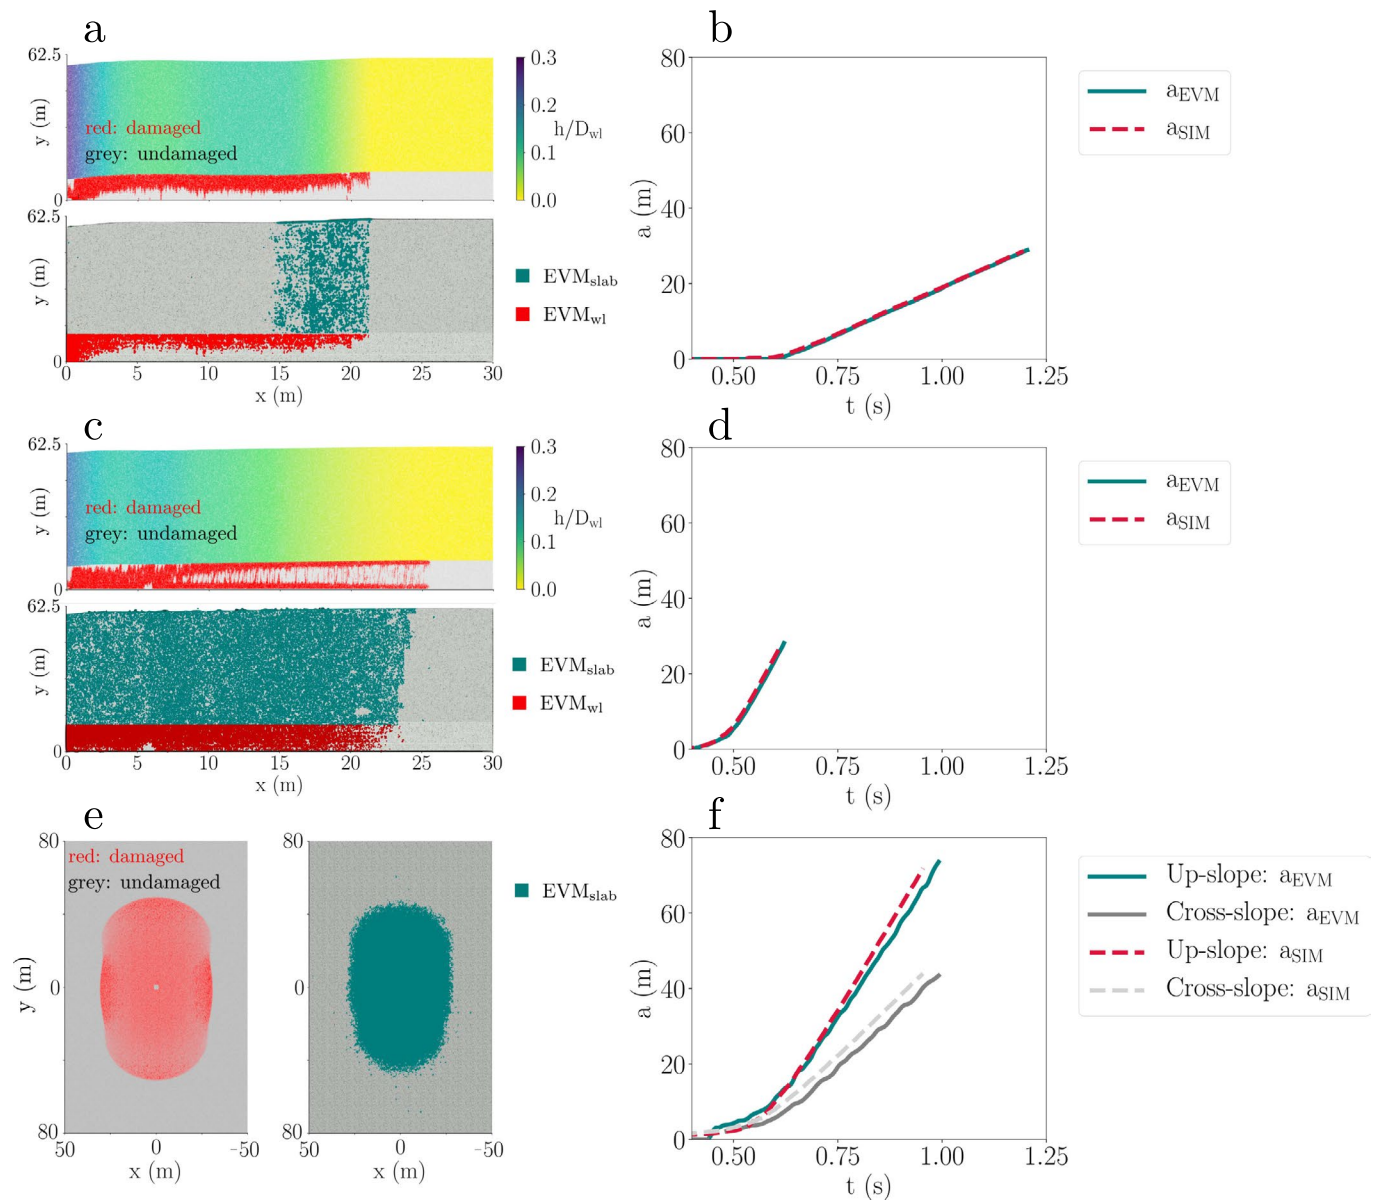 a
62.5
y (m)
0
red: damaged
grey: undamaged
0.3
0.2
h/Dwl
0.1
0.0
62.5
y (m)
0
0 5 10 15 20 25 30
x (m)
EVMslab
EVMwl
b
80
60
40
20
0
a (m)
0.50 0.75 1.00 1.25
t (s)
aEVM
aSIM
c
62.5
y (m)
0
red: damaged
grey: undamaged
0.3
0.2
h/Dwl
0.1
0.0
62.5
y (m)
0
0 5 10 15 20 25 30
x (m)
EVMslab
EVMwl
d
80
60
40
20
0
a (m)
0.50 0.75 1.00 1.25
t (s)
aEVM
aSIM
e
80
red: damaged
grey: undamaged
y (m)
0
80
50 0 -50
x (m)
80
0
80
50 0 -50
x (m)
EVMslab
f
80
60
40
20
0
a (m)
0.50 0.75 1.00 1.25
t (s)
Up-slope: aEVM
Cross-slope: aEVM
Up-slope: aSIM
Cross-slope: aSIM